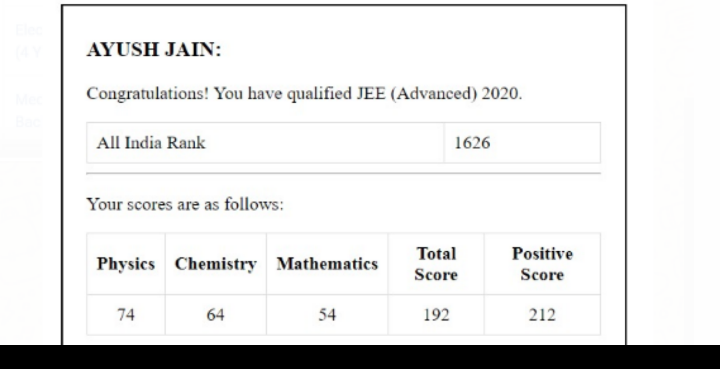 AYUSH JAIN:
Congratulations! You have qualified JEE (Advanced) 2020.
All India Rank 1626
Your scores are as follows:
Physics Chemistry Mathematics Total Score Positive Score
74 64 54 192 212